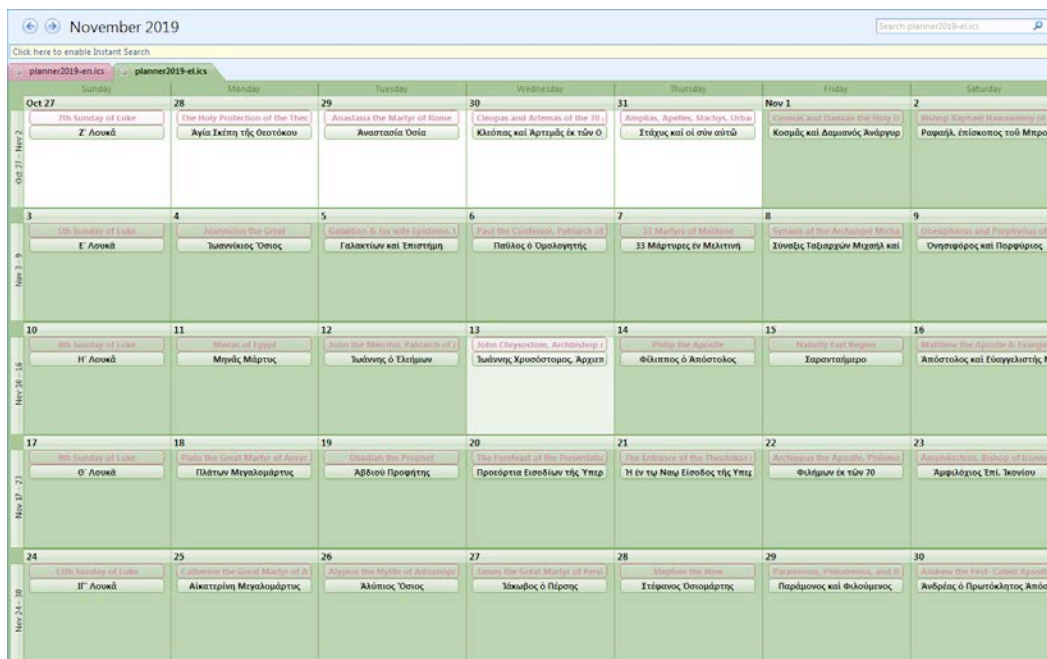 November 2019
Search planner2019-el.ics
Click here to enable Instant Search
planner2019-en.ics planner2019-el.ics
Sunday Monday Tuesday Wednesday Thursday Friday Saturday
Oct 27 - Nov 2
Oct 27 28 29 30 31 Nov 1 2
7th Sunday of Luke The Holy Protection of the Theo Anastasia the Martyr of Rome Cleopas and Artemas of the 70 Amplias, Apelles, Stachys, Urban Cosmas and Damian the Holy Bishop Raphael Hawaweeny of
Ζ΄ Λουκᾶ Ἁγία Σκέπη τῆς Θεοτόκου Ἀναστασία Ὁσία Κλεόπας καὶ Ἀρτεμᾶς ἐκ τῶν Στάχυς καὶ οἱ σὺν αὐτῷ Κοσμᾶς καὶ Δαμιανός Ἀνάργυρ Ραφαήλ, ἐπίσκοπος τοῦ Μπρο
Nov 3 - 9
3 4 5 6 7 8 9
5th Sunday of Luke Joannicius the Great Galaktion & his wife Episteme, Paul the Confessor, Patriarch of 33 Martyrs of Melitene Synaxis of the Archangel Micha Onesiphorus and Porphyrius of
Ε΄ Λουκᾶ Ἰωαννίκιος Ὅσιος Γαλακτίων καὶ Ἐπιστήμη Παῦλος ὁ Ὁμολογητής 33 Μάρτυρες ἐν Μελιτινῇ Σύναξις Ταξιαρχών Μιχαὴλ καὶ Ὀνησιφόρος καὶ Πορφύριος
Nov 10 - 16
10 11 12 13 14 15 16
8th Sunday of Luke Menas of Egypt John the Merciful, Patriarch of John Chrysostom, Archbishop Philip the Apostle Nativity Fast Begins Matthew the Apostle & Evange
Η΄ Λουκᾶ Μηνᾶς Μάρτυς Ἰωάννης ὁ Ἐλεήμων Ἰωάννης Χρυσόστομος, Ἀρχιεπ Φίλιππος ὁ Ἀπόστολος Σαρανταήμερο Ἀπόστολος καὶ Εὐαγγελιστής
Nov 17 - 23
17 18 19 20 21 22 23
9th Sunday of Luke Plato the Great Martyr of Ancyr Obadiah the Prophet The Forefeast of the Presentatio The Entrance of the Theotokos Archippus the Apostle, Philemo Amphilochius, Bishop of Iconiu
Θ΄ Λουκᾶ Πλάτων Μεγαλομάρτυς Ἀβδιού Προφήτης Προεόρτια Εισοδίων τῆς Ὑπερ Ἡ ἐν τῳ Ναῳ Εἴσοδος τῆς Ὑπε Φιλήμων ἐκ τῶν 70 Ἀμφιλόχιος Ἐπί. Ἰκονίου
Nov 24 - 30
24 25 26 27 28 29 30
13th Sunday of Luke Catherine the Great Martyr of A Alypius the Stylite of Adrianopo James the Great Martyr of Persi Stephen the New Paramonus, Philumenus, and Andrew the First- Called Apostl
ΙΓ΄ Λουκᾶ Αἰκατερίνη Μεγαλομάρτυς Ἀλύπιος Ὅσιος Ἰάκωβος ὁ Πέρσης Στέφανος Ὁσιομάρτης Παράμονος καὶ Φιλούμενος Ἀνδρέας ὁ Πρωτόκλητος Ἀπόσ